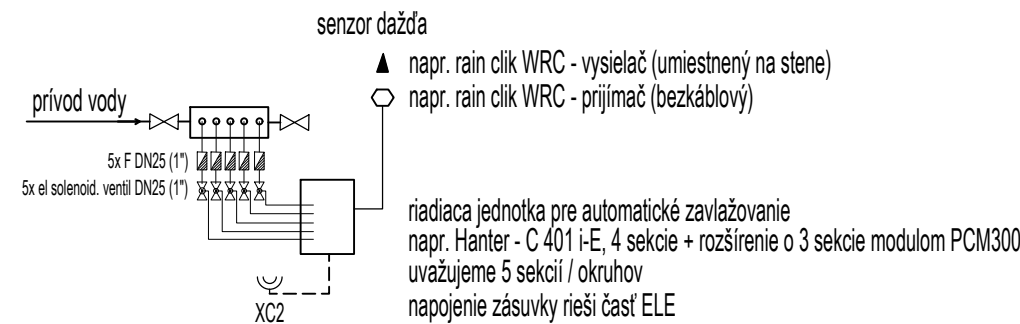 senzor dažďa
napr. rain clik WRC - vysielač (umiestnený na stene)
napr. rain clik WRC - prijímač (bezkáblový)
prívod vody
5x F DN25 (1")
5x el solenoid. ventil DN25 (1")
riadiaca jednotka pre automatické zavlažovanie
napr. Hanter - C 401 i-E, 4 sekcie + rozšírenie o 3 sekcie modulom PCM300
uvažujeme 5 sekcií / okruhov
napojenie zásuvky rieši časť ELE
XC2